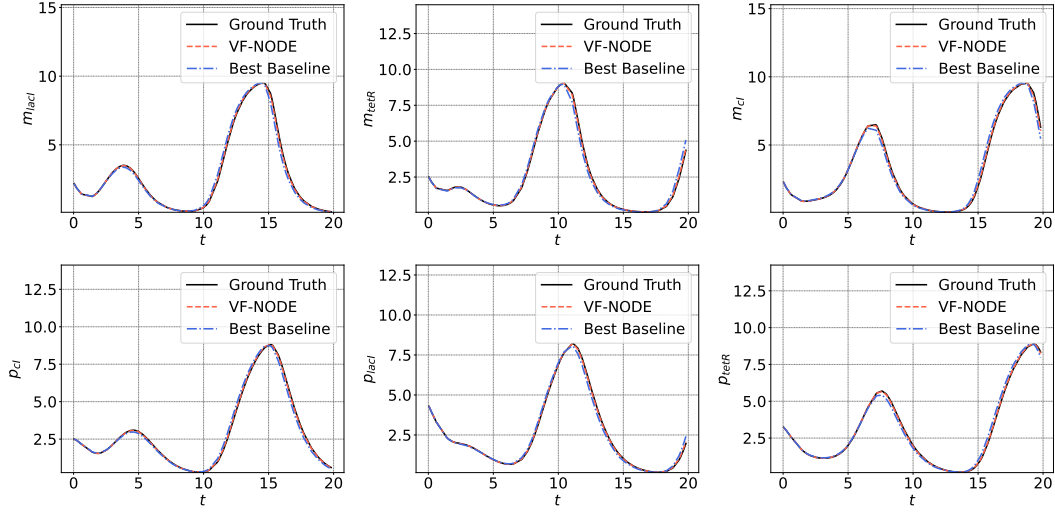 15
10
5
m_lacI
0 5 10 15 20
t
Ground Truth
VF-NODE
Best Baseline
12.5
10.0
7.5
5.0
2.5
m_tetR
0 5 10 15 20
t
Ground Truth
VF-NODE
Best Baseline
15
10
5
m_cI
0 5 10 15 20
t
Ground Truth
VF-NODE
Best Baseline
12.5
10.0
7.5
5.0
2.5
p_cI
0 5 10 15 20
t
Ground Truth
VF-NODE
Best Baseline
12.5
10.0
7.5
5.0
2.5
p_lacI
0 5 10 15 20
t
Ground Truth
VF-NODE
Best Baseline
12.5
10.0
7.5
5.0
2.5
p_tetR
0 5 10 15 20
t
Ground Truth
VF-NODE
Best Baseline